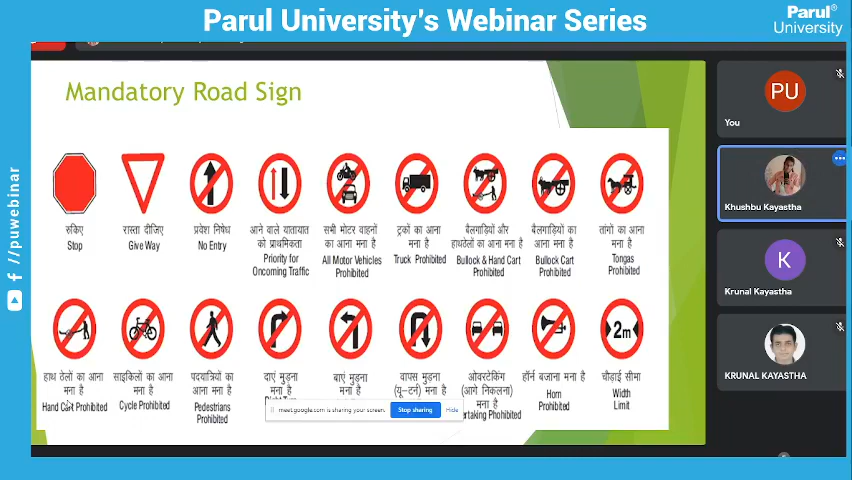 Parul University's Webinar Series
Parul®
University
/puwebinar
Mandatory Road Sign
रुकिए
Stop
रास्ता दीजिए
Give Way
प्रवेश निषेध
No Entry
आने वाले यातायात
को प्राथमिकता
Priority for
Oncoming Traffic
सभी मोटर वाहनों
का आना मना है
All Motor Vehicles
Prohibited
ट्रकों का आना
मना है
Truck Prohibited
बैलगाड़ियों और
हाथठेलों का आना मना है
Bullock & Hand Cart
Prohibited
बैलगाड़ियों का
आना मना है
Bullock Cart
Prohibited
तांगों का आना
मना है
Tongas
Prohibited
हाथ ठेलों का आना
मना है
Hand Cart Prohibited
साइकिलों का आना
मना है
Cycle Prohibited
पदयात्रियों का
आना मना है
Pedestrians
Prohibited
दाएं मुड़ना
मना है
बाएं मुड़ना
मना है
वापस मुड़ना
(यू-टर्न) मना है
ओवरटेकिंग
(आगे निकलना)
मना है
Prohibited
हॉर्न बजाना मना है
Horn
Prohibited
2m
चौड़ाई सीमा
Width
Limit
meet.google.com is sharing your screen.
Stop sharing
Hide
PU
You
Khushbu Kayastha
K
Krunal Kayastha
KRUNAL KAYASTHA